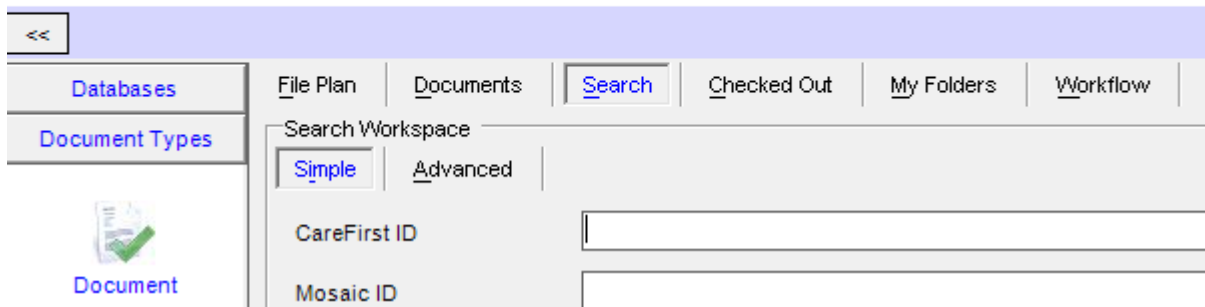 <<
Databases
File Plan Documents Search Checked Out My Folders Workflow
Document Types
Search Workspace
Simple Advanced
CareFirst ID
Document
Mosaic ID